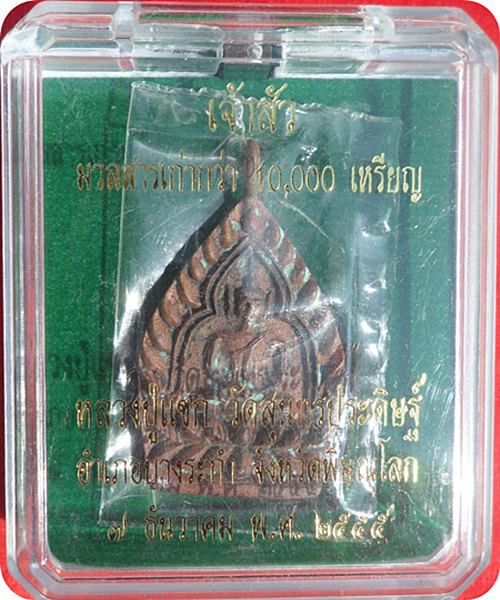 เจ้าสัว
มวลสารเก่ากว่า 10,000 เหรียญ
หลวงปู่แขก วัดสุนทรประดิษฐ์
อำเภอบางระกำ จังหวัดพิษณุโลก
๗ ธันวาคม พ.ศ. ๒๕๕๕